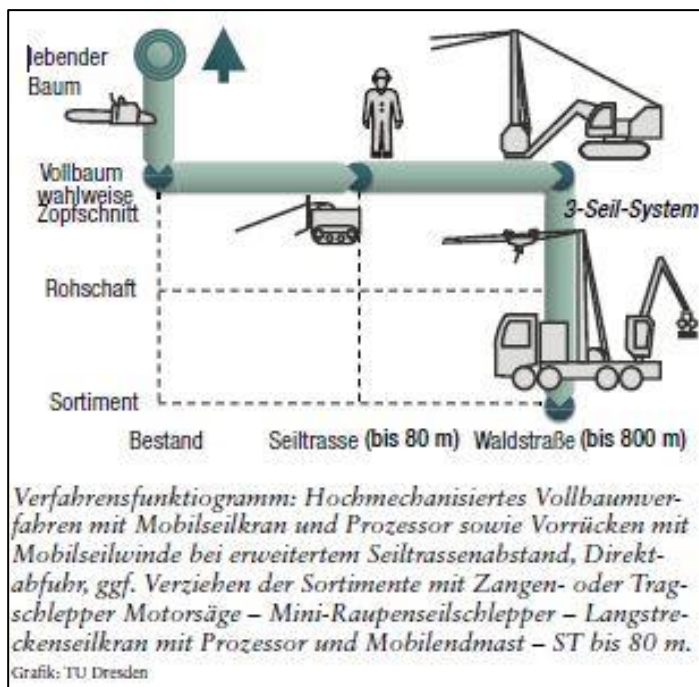 lebender
Baum
Vollbaum
wahlweise
Zopfschnitt
3-Seil-System
Rohschaft
Sortiment
Bestand Seiltrasse (bis 80 m) Waldstraße (bis 800 m)
Verfahrensfunktiogramm: Hochmechanisiertes Vollbaumver-
fahren mit Mobilseilkran und Prozessor sowie Vorrücken mit
Mobilseilwinde bei erweitertem Seiltrassenabstand, Direkt-
abfuhr, ggf. Verziehen der Sortimente mit Zangen- oder Trag-
schlepper Motorsäge – Mini-Raupenseilschlepper – Langstre-
ckenseilkran mit Prozessor und Mobilendmast – ST bis 80 m.
Grafik: TU Dresden